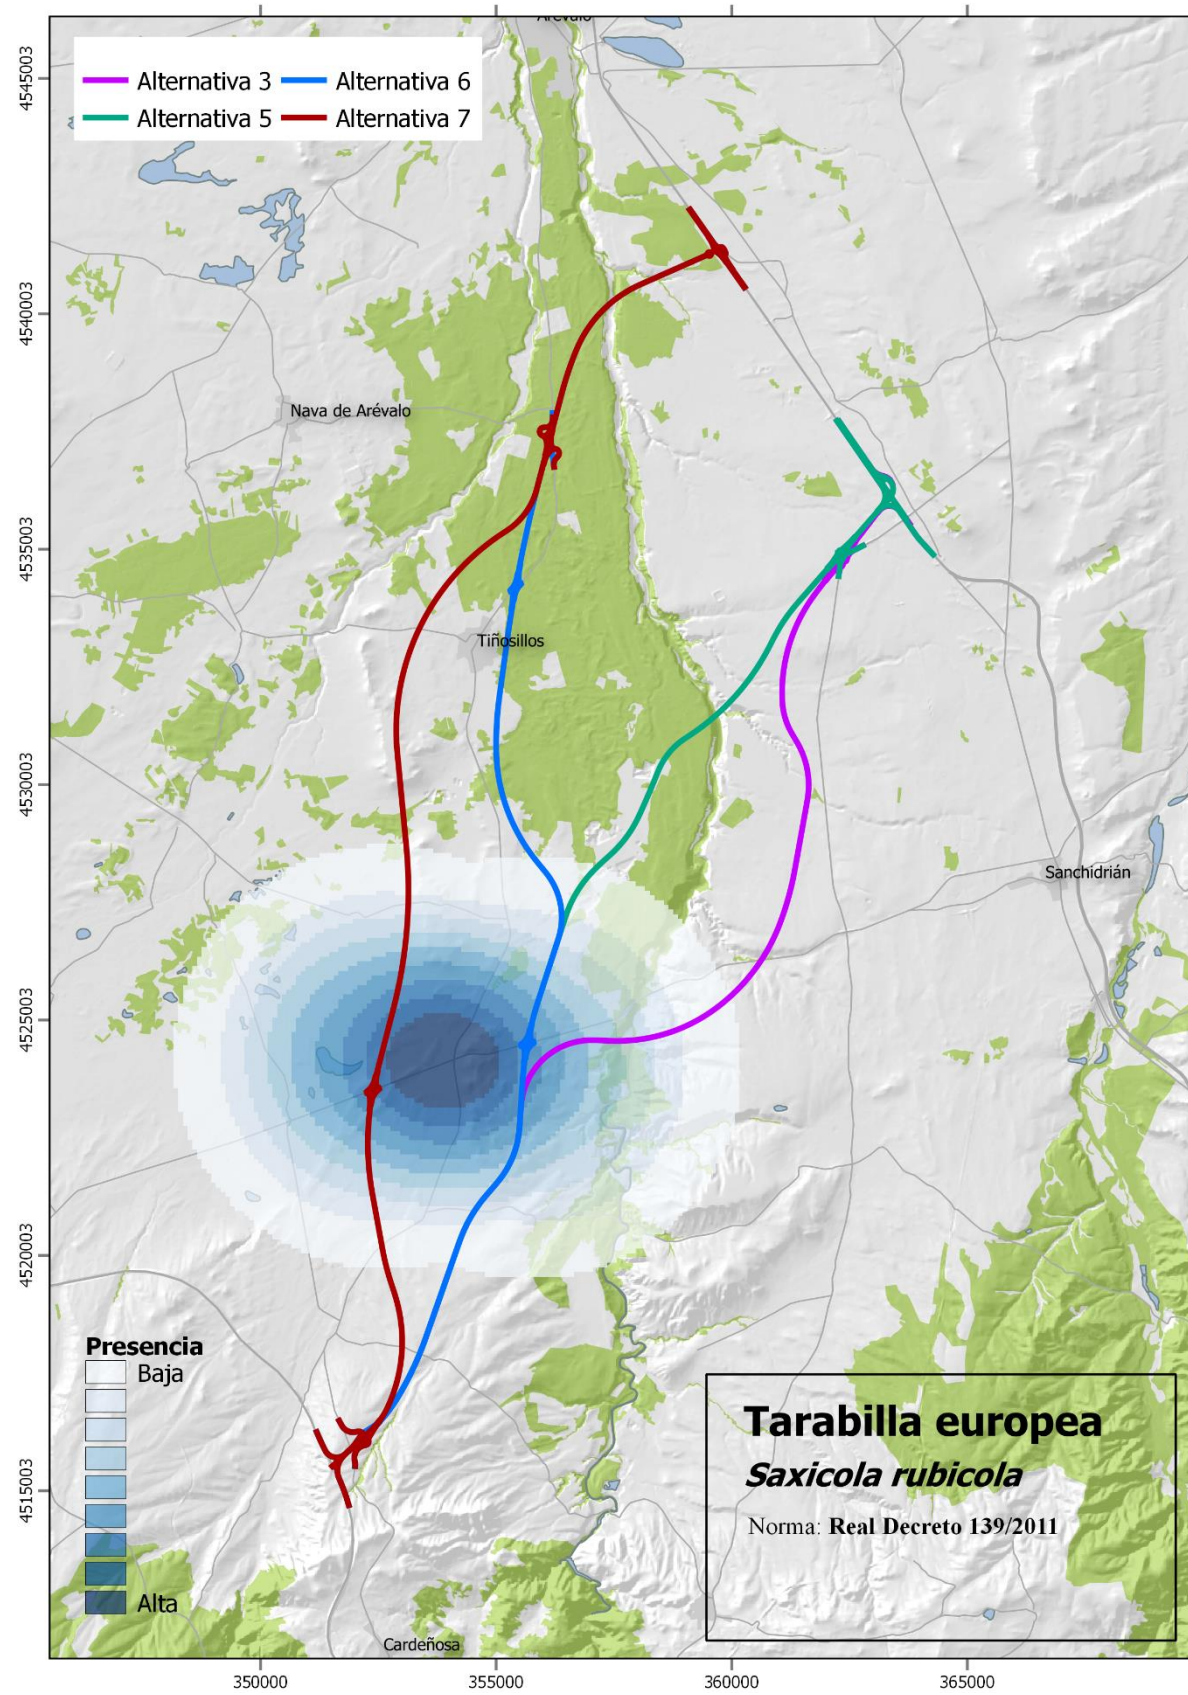 Arévalo
Alternativa 3
Alternativa 6
Alternativa 5
Alternativa 7
4545003
4540003
4535003
4530003
4525003
4520003
4515003
Nava de Arévalo
Tiñosillos
Sanchidrián
Presencia
Baja
Alta
Tarabilla europea
Saxicola rubicola
Norma: Real Decreto 139/2011
Cardeñosa
350000
355000
360000
365000